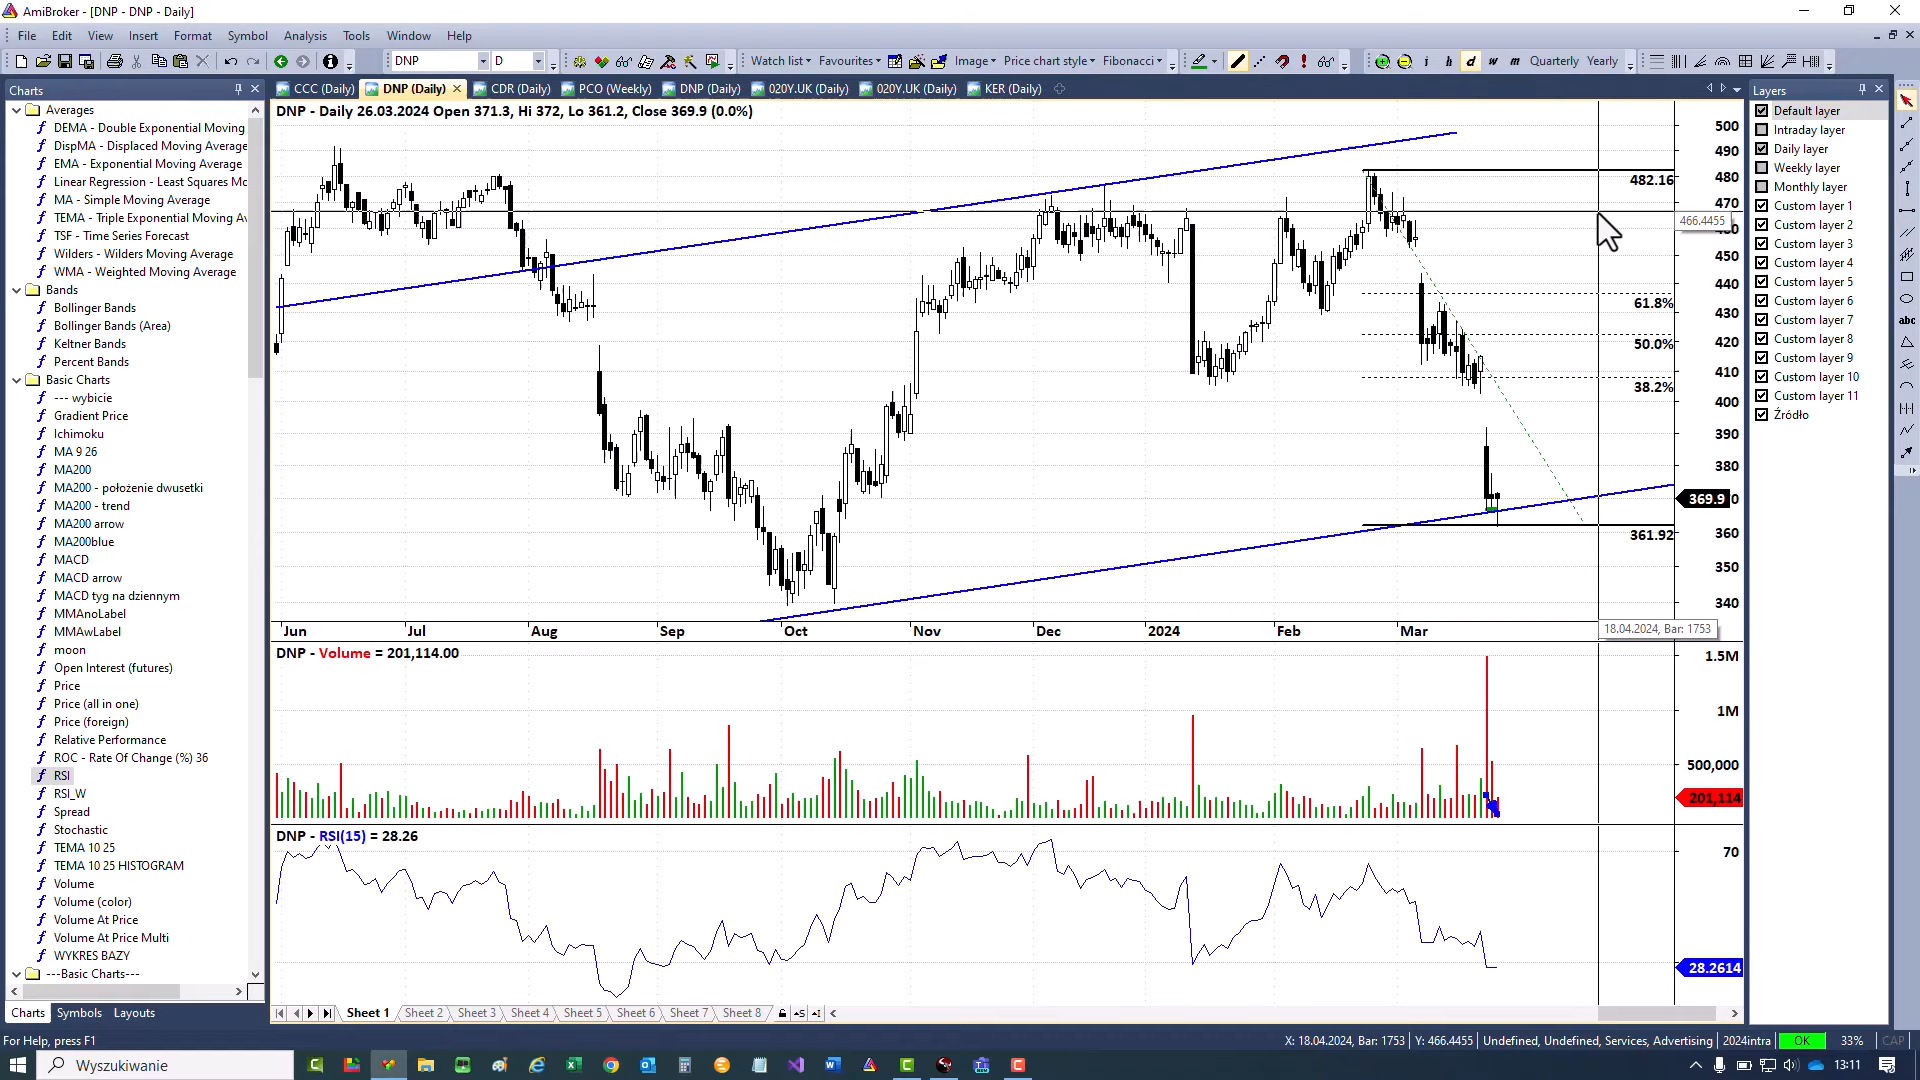 AmiBroker - [DNP - DNP - Daily]
File Edit View Insert Format Symbol Analysis Tools Window Help
DNP D Watch list Favourites Image Price chart style Fibonacci i h d w m Quarterly Yearly
Charts
CCC (Daily) DNP (Daily) CDR (Daily) PCO (Weekly) DNP (Daily) 020Y.UK (Daily) 020Y.UK (Daily) KER (Daily)
Layers
Averages
DEMA - Double Exponential Moving
DispMA - Displaced Moving Average
EMA - Exponential Moving Average
Linear Regression - Least Squares Mc
MA - Simple Moving Average
TEMA - Triple Exponential Moving Av
TSF - Time Series Forecast
Wilders - Wilders Moving Average
WMA - Weighted Moving Average
Bands
Bollinger Bands
Bollinger Bands (Area)
Keltner Bands
Percent Bands
Basic Charts
--- wybicie
Gradient Price
Ichimoku
MA 9 26
MA200
MA200 - położenie dwusetki
MA200 - trend
MA200 arrow
MA200blue
MACD
MACD arrow
MACD tyg na dziennym
MMAnoLabel
MMAwLabel
moon
Open Interest (futures)
Price
Price (all in one)
Price (foreign)
Relative Performance
ROC - Rate Of Change (%) 36
RSI
RSI_W
Spread
Stochastic
TEMA 10 25
TEMA 10 25 HISTOGRAM
Volume
Volume (color)
Volume At Price
Volume At Price Multi
WYKRES BAZY
---Basic Charts---
Charts Symbols Layouts
DNP - Daily 26.03.2024 Open 371.3, Hi 372, Lo 361.2, Close 369.9 (0.0%)
500
490
480
482.16
470
466.4455
460
450
440
61.8%
430
420
50.0%
410
38.2%
400
390
380
369.9
360
361.92
350
340
Jun Jul Aug Sep Oct Nov Dec 2024 Feb Mar
18.04.2024, Bar: 1753
DNP - Volume = 201,114.00
1.5M
1M
500,000
201,114
DNP - RSI(15) = 28.26
70
28.2614
Sheet 1 Sheet 2 Sheet 3 Sheet 4 Sheet 5 Sheet 6 Sheet 7 Sheet 8
Default layer
Intraday layer
Daily layer
Weekly layer
Monthly layer
Custom layer 1
Custom layer 2
Custom layer 3
Custom layer 4
Custom layer 5
Custom layer 6
Custom layer 7
Custom layer 8
Custom layer 9
Custom layer 10
Custom layer 11
Źródło
abc
For Help, press F1
X: 18.04.2024, Bar: 1753 Y: 466.4455 Undefined, Undefined, Services, Advertising 2024intra OK 33% CAP
Wyszukiwanie
13:11